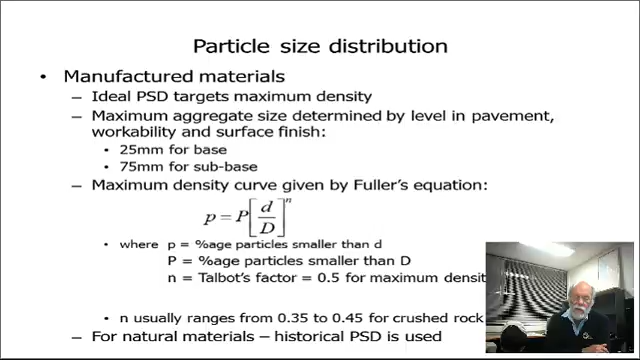 Particle size distribution
• Manufactured materials
– Ideal PSD targets maximum density
– Maximum aggregate size determined by level in pavement,
workability and surface finish:
• 25mm for base
• 75mm for sub-base
– Maximum density curve given by Fuller's equation:
p = P[d/D]^n
• where p = %age particles smaller than d
P = %age particles smaller than D
n = Talbot's factor = 0.5 for maximum densit
• n usually ranges from 0.35 to 0.45 for crushed rock
– For natural materials – historical PSD is used